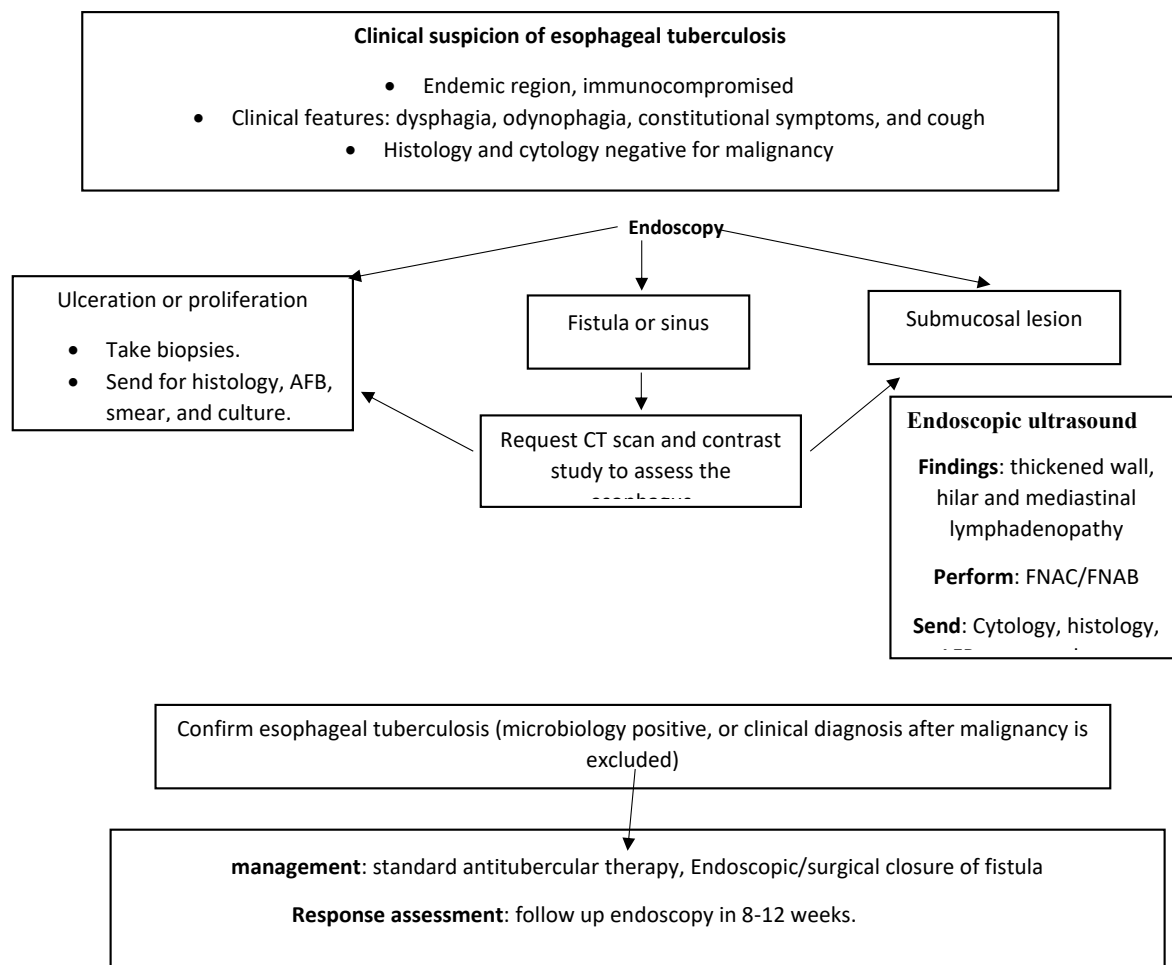 Clinical suspicion of esophageal tuberculosis
• Endemic region, immunocompromised
• Clinical features: dysphagia, odynophagia, constitutional symptoms, and cough
• Histology and cytology negative for malignancy
Endoscopy
Ulceration or proliferation
• Take biopsies.
• Send for histology, AFB,
smear, and culture.
Fistula or sinus
Submucosal lesion
Request CT scan and contrast
study to assess the
Endoscopic ultrasound
Findings: thickened wall,
hilar and mediastinal
lymphadenopathy
Perform: FNAC/FNAB
Send: Cytology, histology,
Confirm esophageal tuberculosis (microbiology positive, or clinical diagnosis after malignancy is
excluded)
management: standard antitubercular therapy, Endoscopic/surgical closure of fistula
Response assessment: follow up endoscopy in 8-12 weeks.